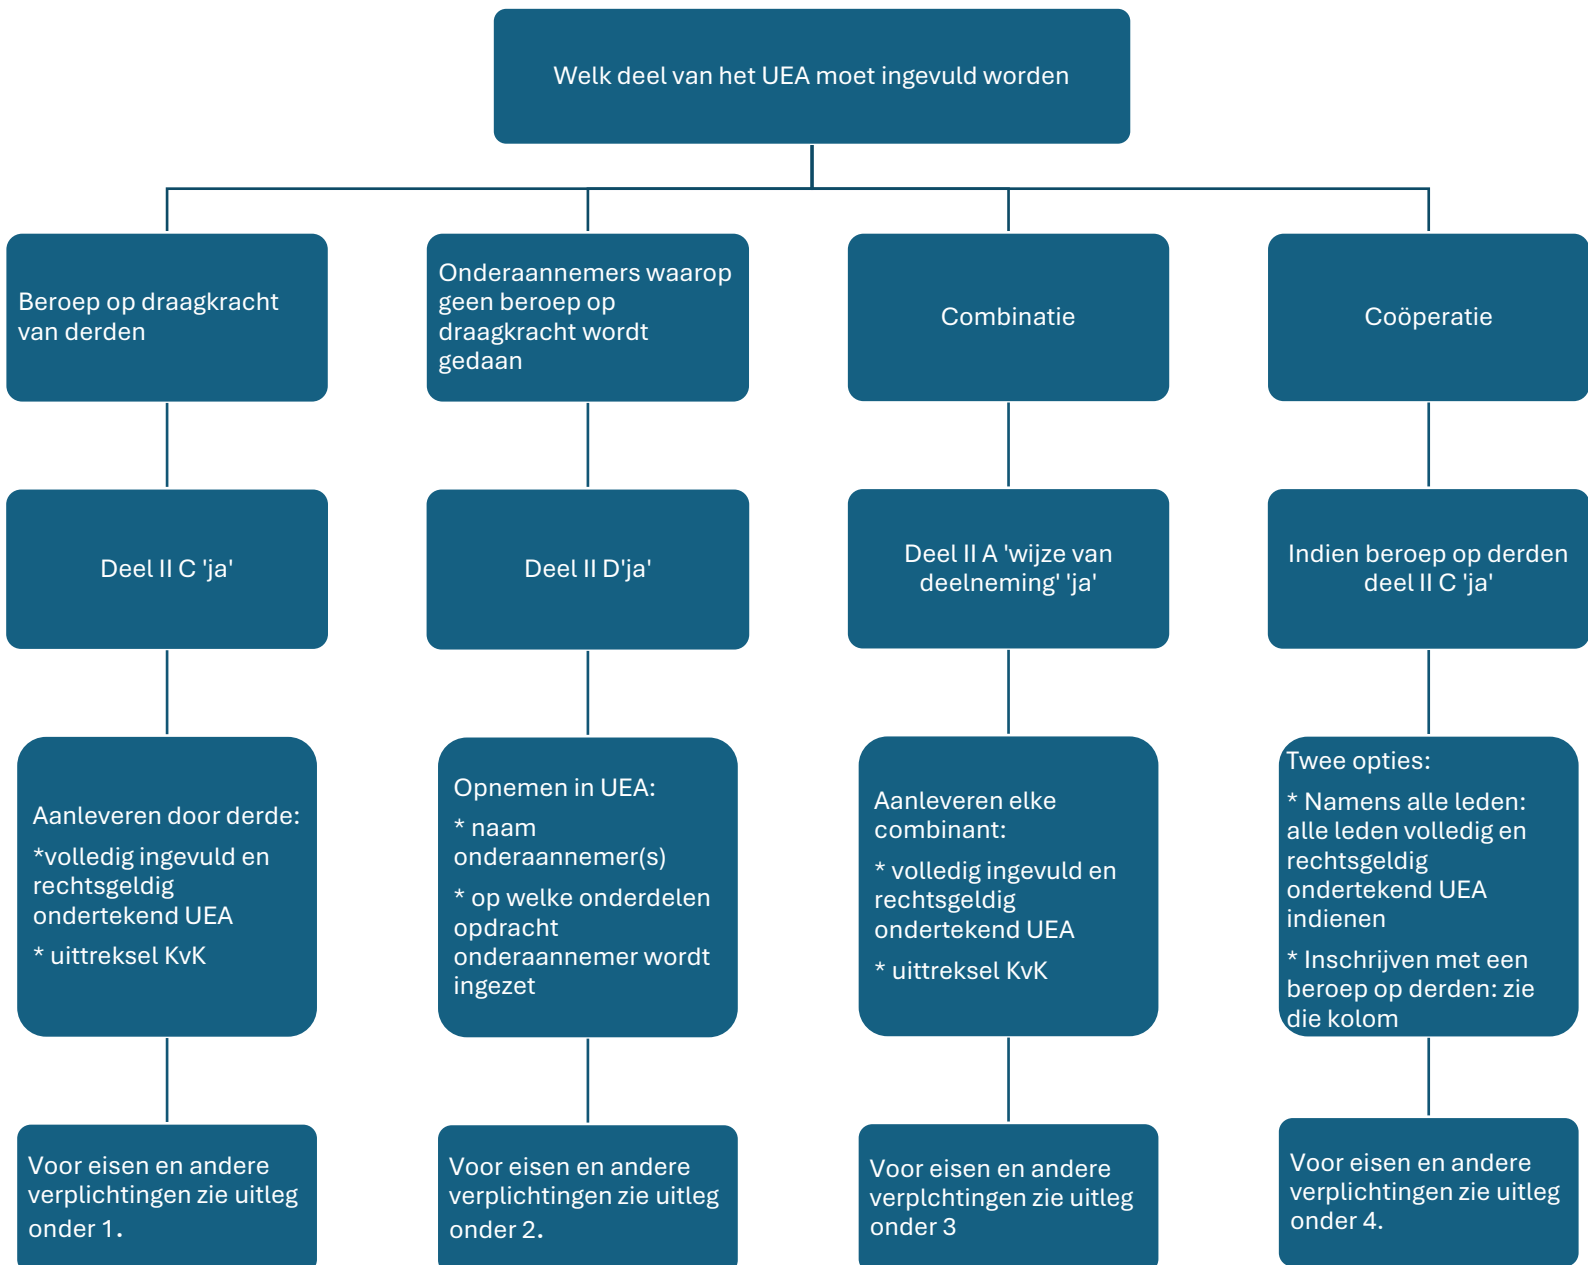 Welk deel van het UEA moet ingevuld worden
Beroep op draagkracht
van derden
Onderaannemers waarop
geen beroep op
draagkracht wordt
gedaan
Combinatie
Coöperatie
Deel II C 'ja'
Deel II D'ja'
Deel II A 'wijze van
deelneming' 'ja'
Indien beroep op derden
deel II C 'ja'
Aanleveren door derde:
*volledig ingevuld en
rechtsgeldig
ondertekend UEA
* uittreksel KvK
Opnemen in UEA:
* naam
onderaannemer(s)
* op welke onderdelen
opdracht
onderaannemer wordt
ingezet
Aanleveren elke
combinant:
* volledig ingevuld en
rechtsgeldig
ondertekend UEA
* uittreksel KvK
Twee opties:
* Namens alle leden:
alle leden volledig en
rechtsgeldig
ondertekend UEA
indienen
* Inschrijven met een
beroep op derden: zie
die kolom
Voor eisen en andere
verplichtingen zie uitleg
onder 1.
Voor eisen en andere
verplichtingen zie uitleg
onder 2.
Voor eisen en andere
verplchtingen zie uitleg
onder 3
Voor eisen en andere
verplichtingen zie uitleg
onder 4.